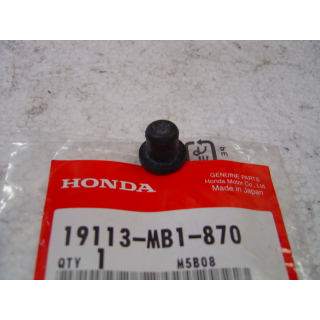 HONDA
GENUINE PARTS
Honda Motor Co., Ltd.
Made in Japan
19113-MB1-870
QTY 1 M5B08